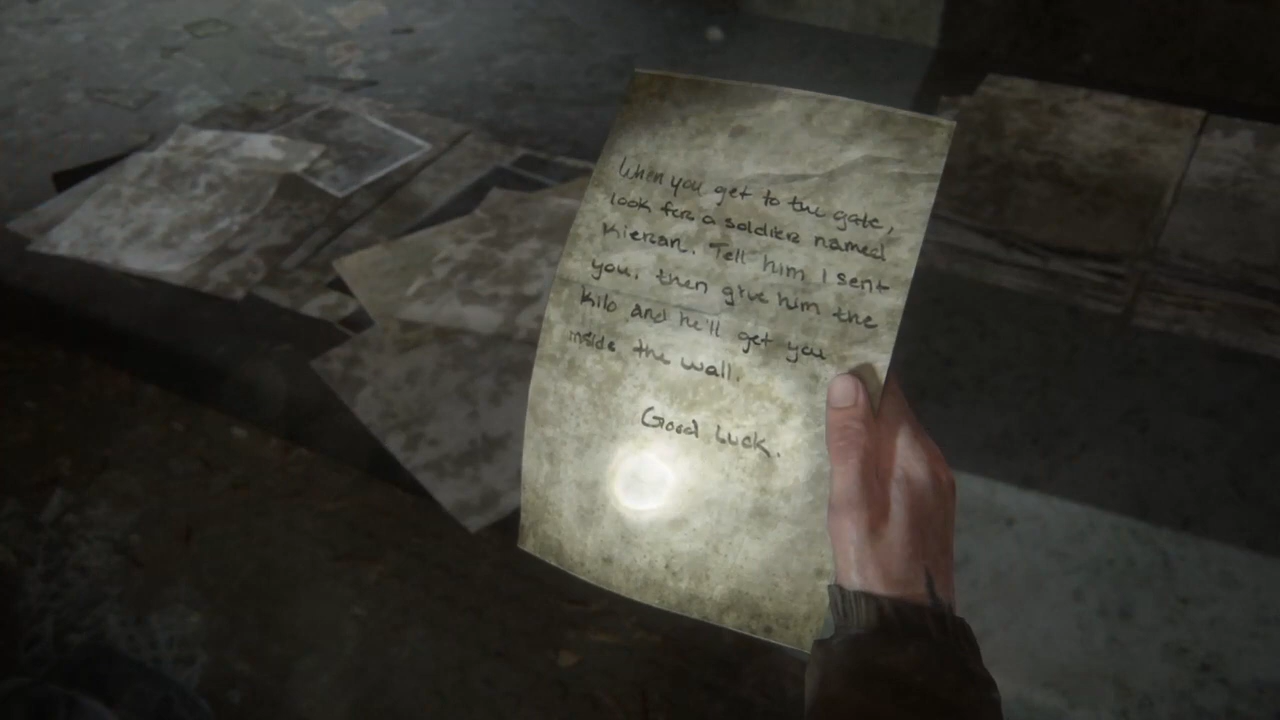 When you get to the gate,
look for a soldier named
Kieran. Tell him I sent
you, then give him the
kilo and he'll get you
inside the wall.
Good Luck.